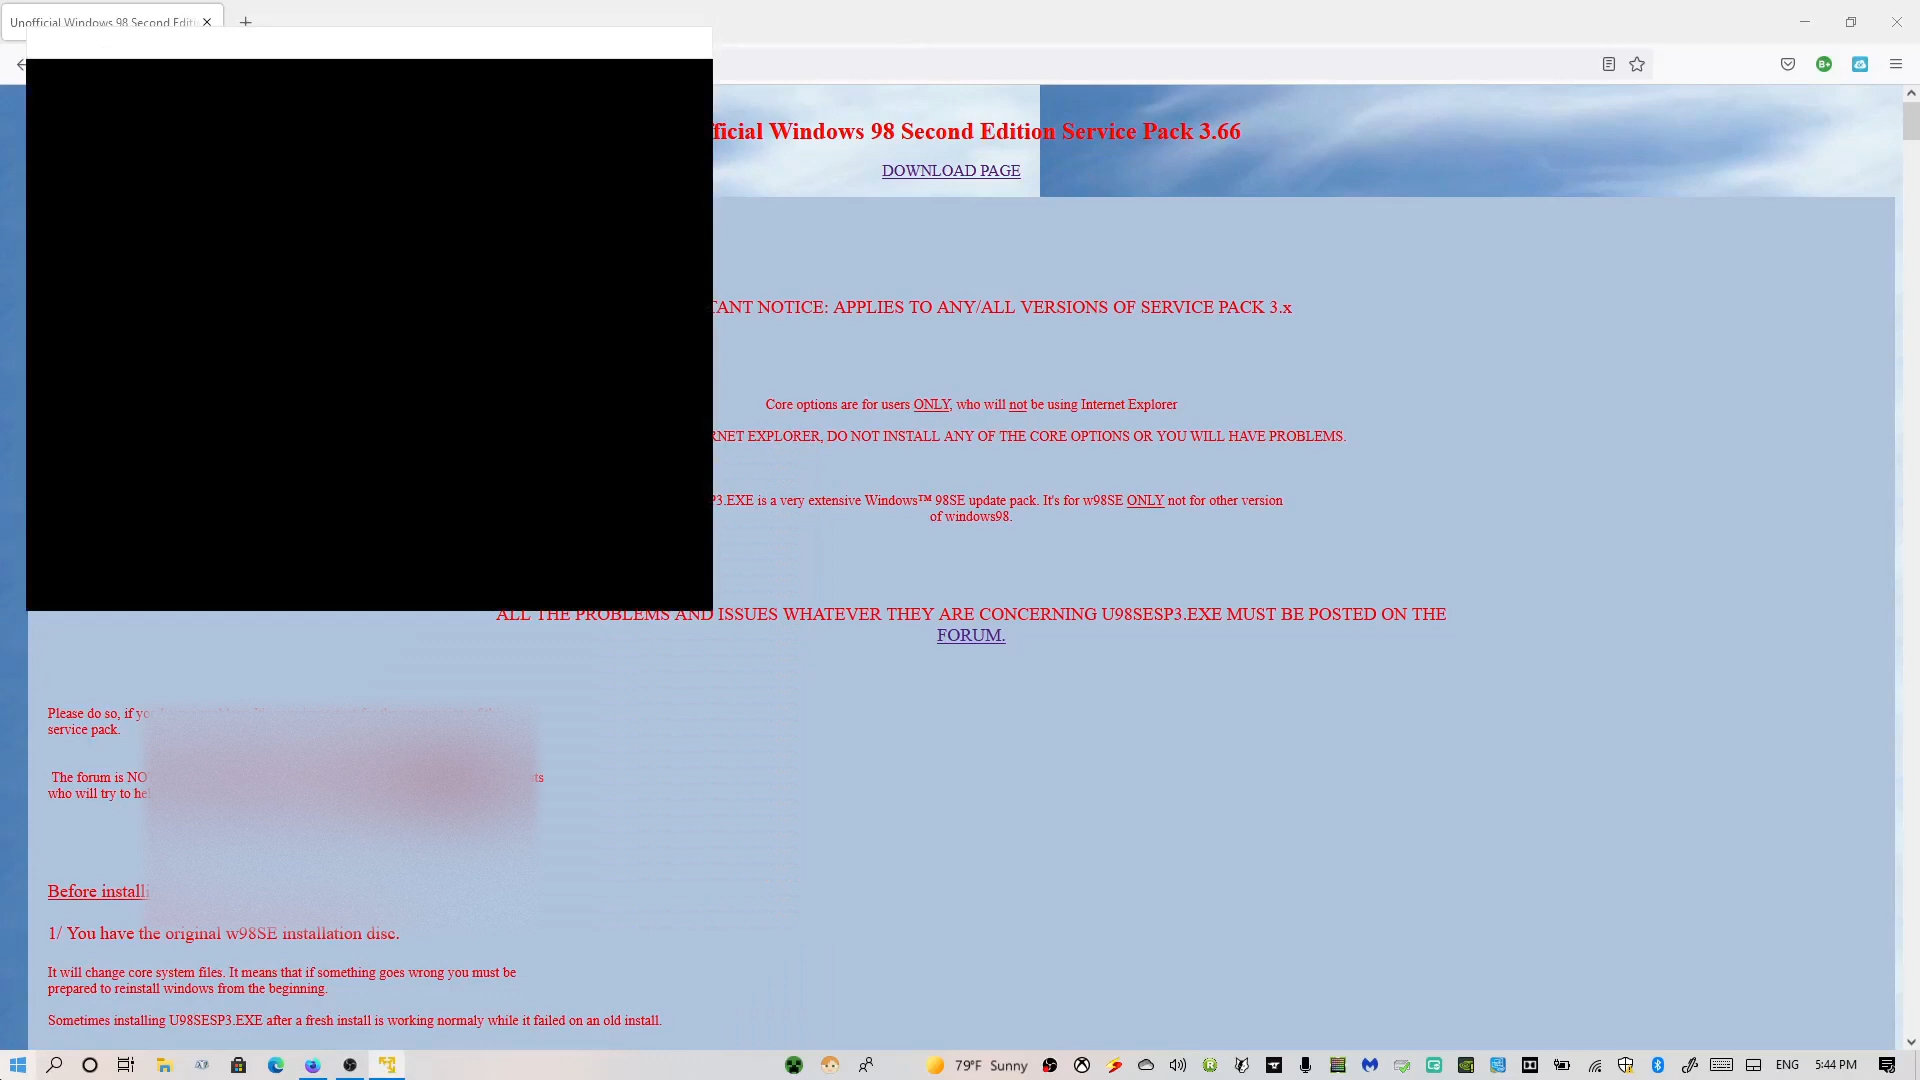 Unofficial Windows 98 Second Editi
ficial Windows 98 Second Edition Service Pack 3.66
DOWNLOAD PAGE
TANT NOTICE: APPLIES TO ANY/ALL VERSIONS OF SERVICE PACK 3.x
Core options are for users ONLY, who will not be using Internet Explorer
RNET EXPLORER, DO NOT INSTALL ANY OF THE CORE OPTIONS OR YOU WILL HAVE PROBLEMS.
P3.EXE is a very extensive Windows™ 98SE update pack. It's for w98SE ONLY not for other version
of windows98.
ALL THE PROBLEMS AND ISSUES WHATEVER THEY ARE CONCERNING U98SESP3.EXE MUST BE POSTED ON THE
FORUM.
Please do so, if
service pack.
The forum is
who will try to
Before
1/ You have the original w98SE installation disc.
It will change core system files. It means that if something goes wrong you must be
prepared to reinstall windows from the beginning.
Sometimes installing U98SESP3.EXE after a fresh install is working normaly while it failed on an old install.
79°F Sunny
ENG
5:44 PM